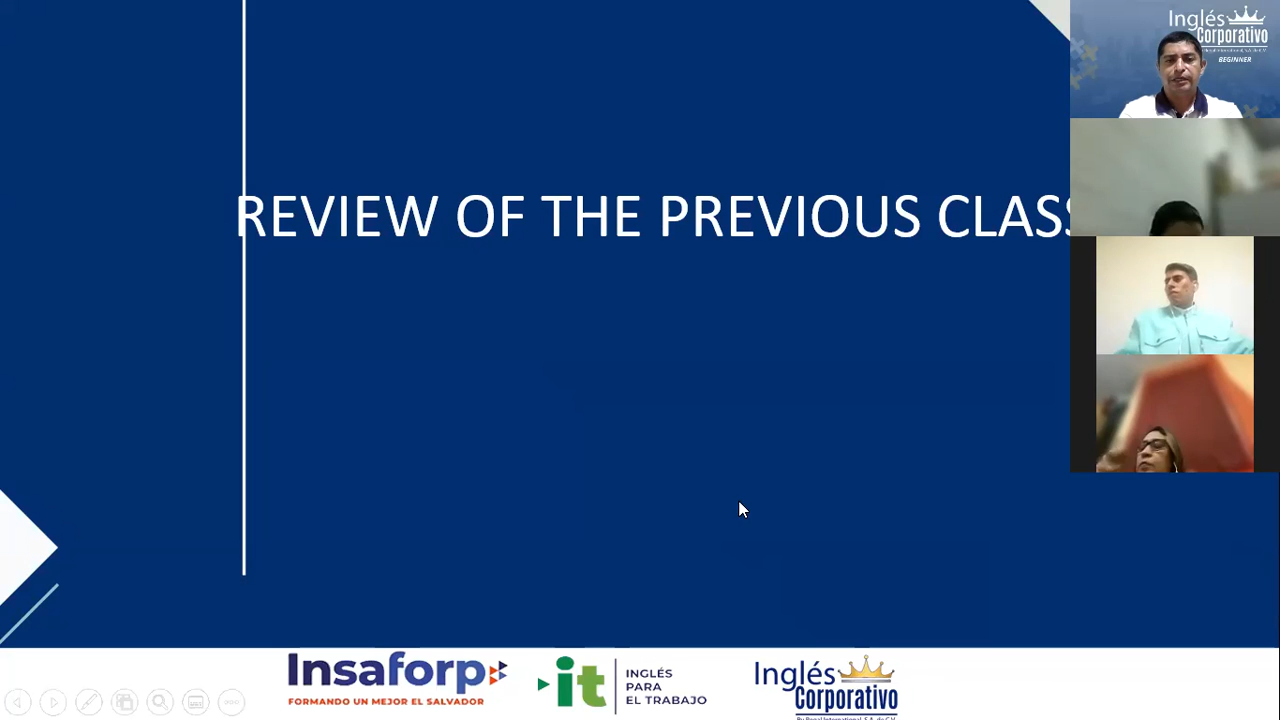 REVIEW OF THE PREVIOUS CLASS
Inglés
Corporativo
BEGINNER
Insaforp
FORMANDO UN MEJOR EL SALVADOR
it
INGLÉS
PARA
EL TRABAJO
Inglés
Corporativo